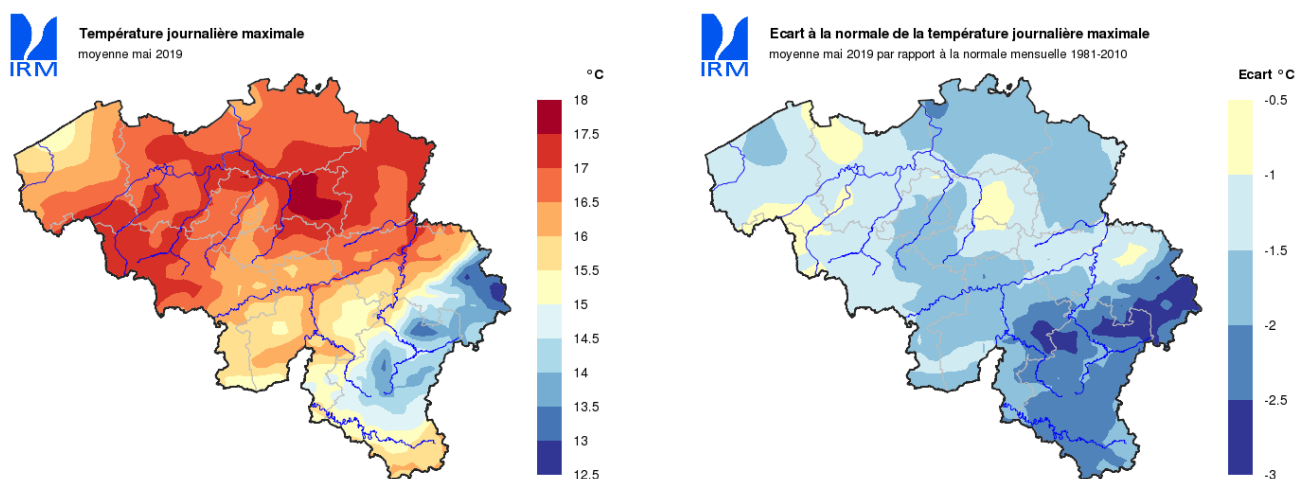 Température journalière maximale
moyenne mai 2019
IRM
°C
18
17.5
17
16.5
16
15.5
15
14.5
14
13.5
13
12.5
Ecart à la normale de la température journalière maximale
moyenne mai 2019 par rapport à la normale mensuelle 1981-2010
IRM
Ecart °C
-0.5
-1
-1.5
-2
-2.5
-3